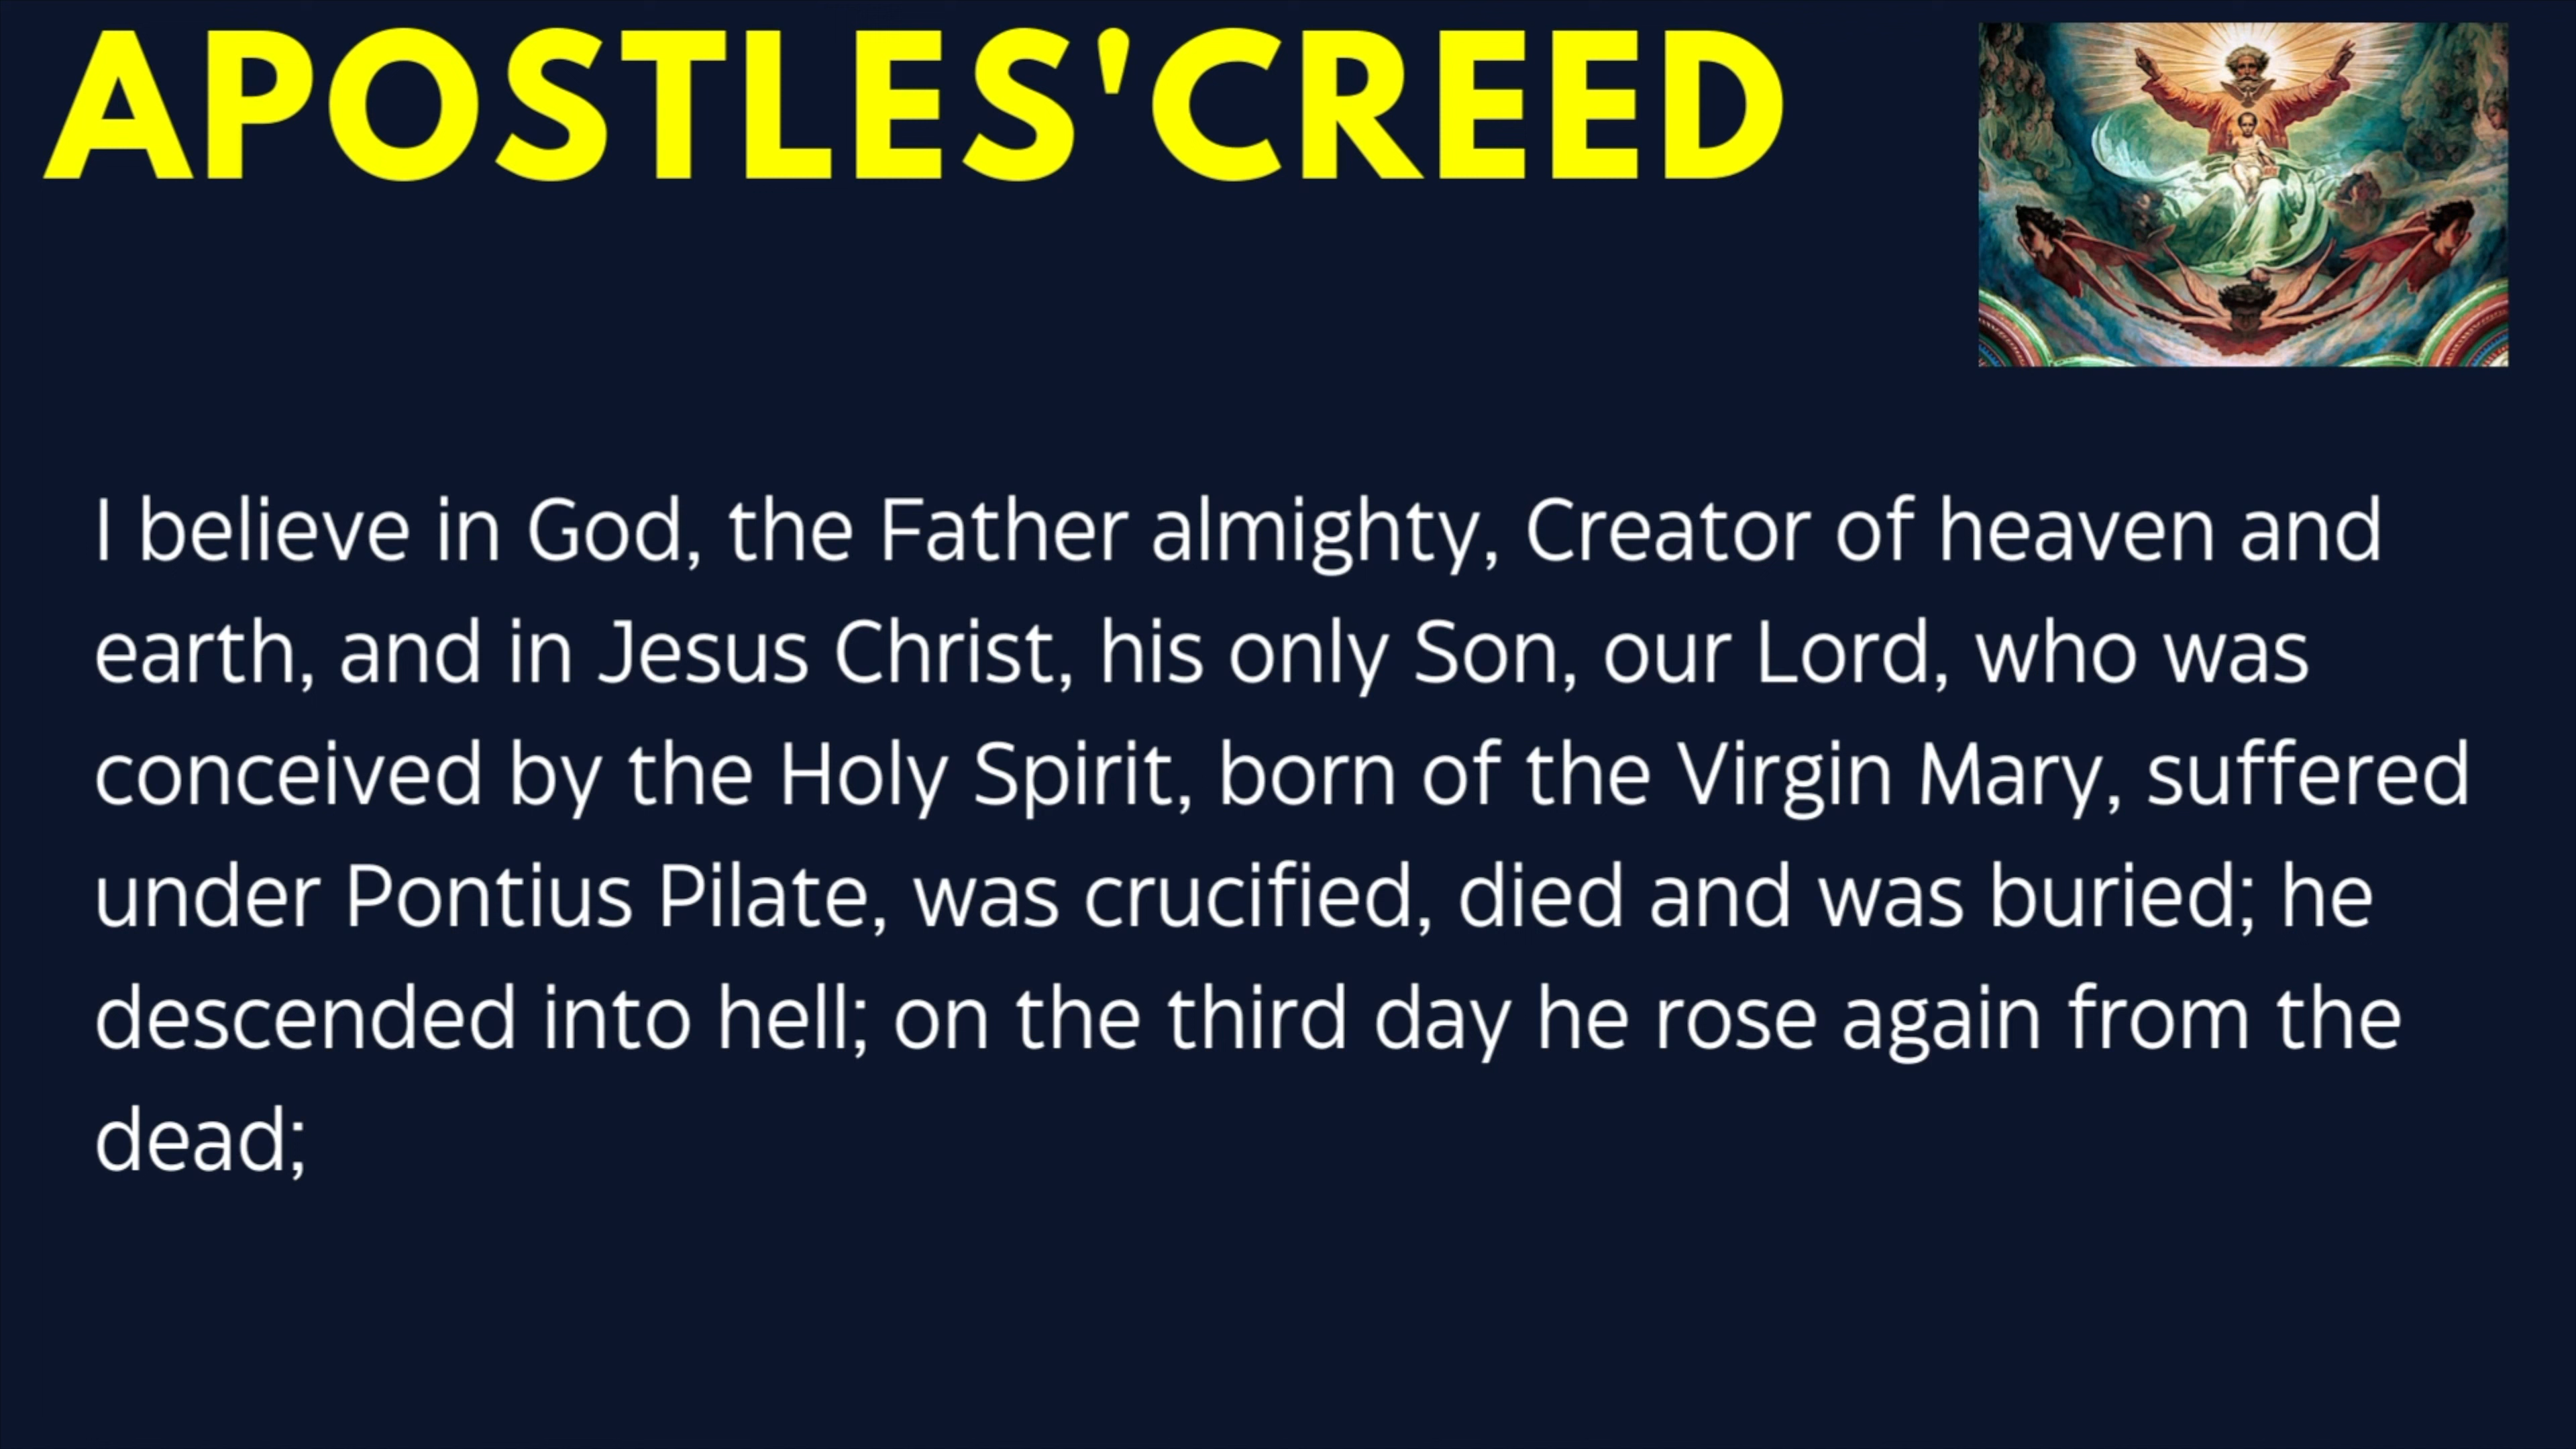 APOSTLES'CREED
I believe in God, the Father almighty, Creator of heaven and
earth, and in Jesus Christ, his only Son, our Lord, who was
conceived by the Holy Spirit, born of the Virgin Mary, suffered
under Pontius Pilate, was crucified, died and was buried; he
descended into hell; on the third day he rose again from the
dead;